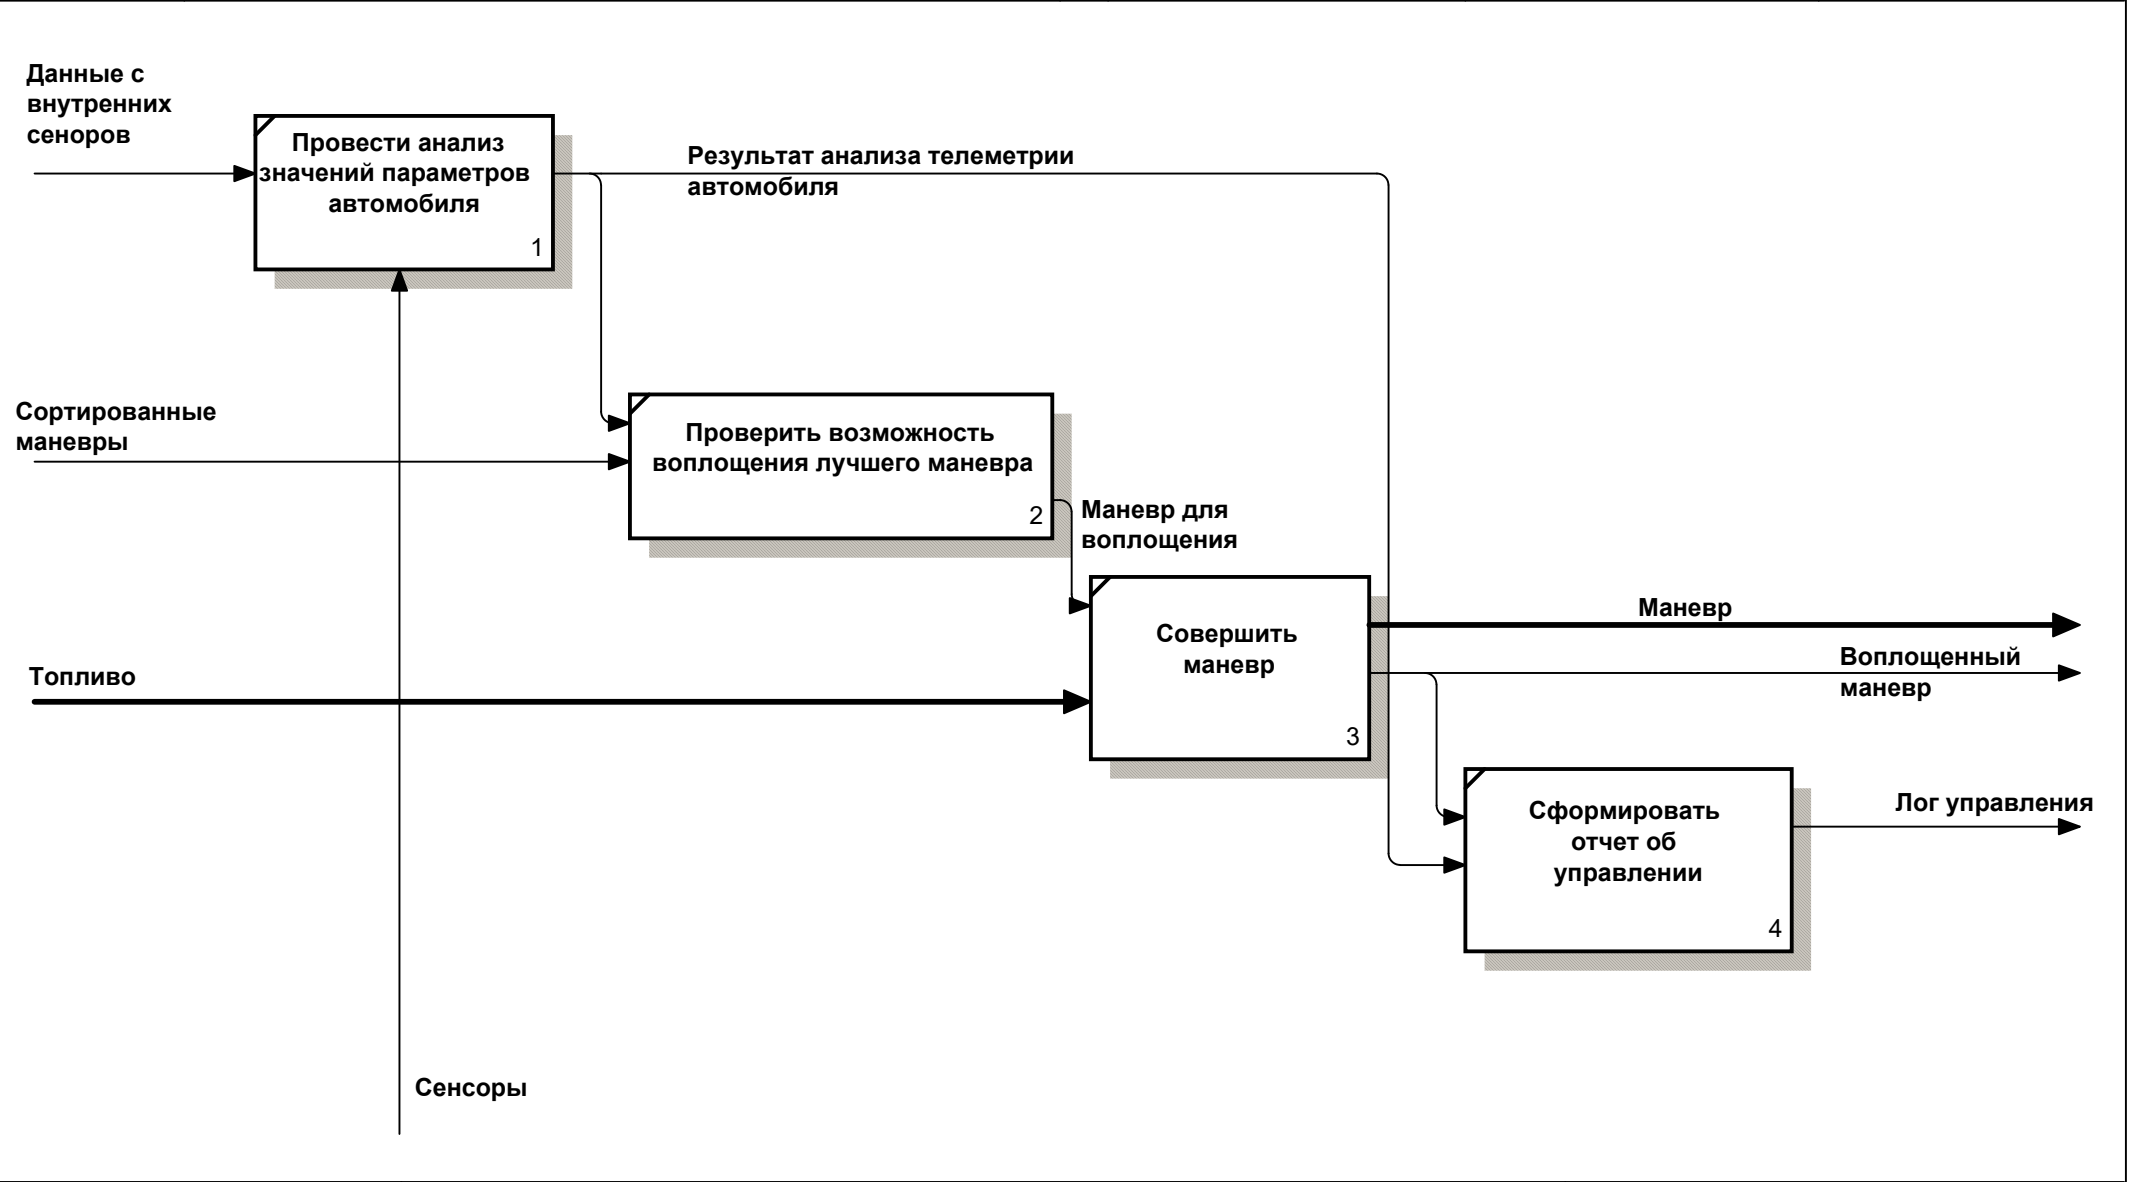 Данные с
внутренних
сеноров
Провести анализ
значений параметров
автомобиля
1
Результат анализа телеметрии
автомобиля
Сортированные
маневры
Проверить возможность
воплощения лучшего маневра
2
Маневр для
воплощения
Топливо
Совершить
маневр
3
Маневр
Воплощенный
маневр
Сформировать
отчет об
управлении
4
Лог управления
Сенсоры